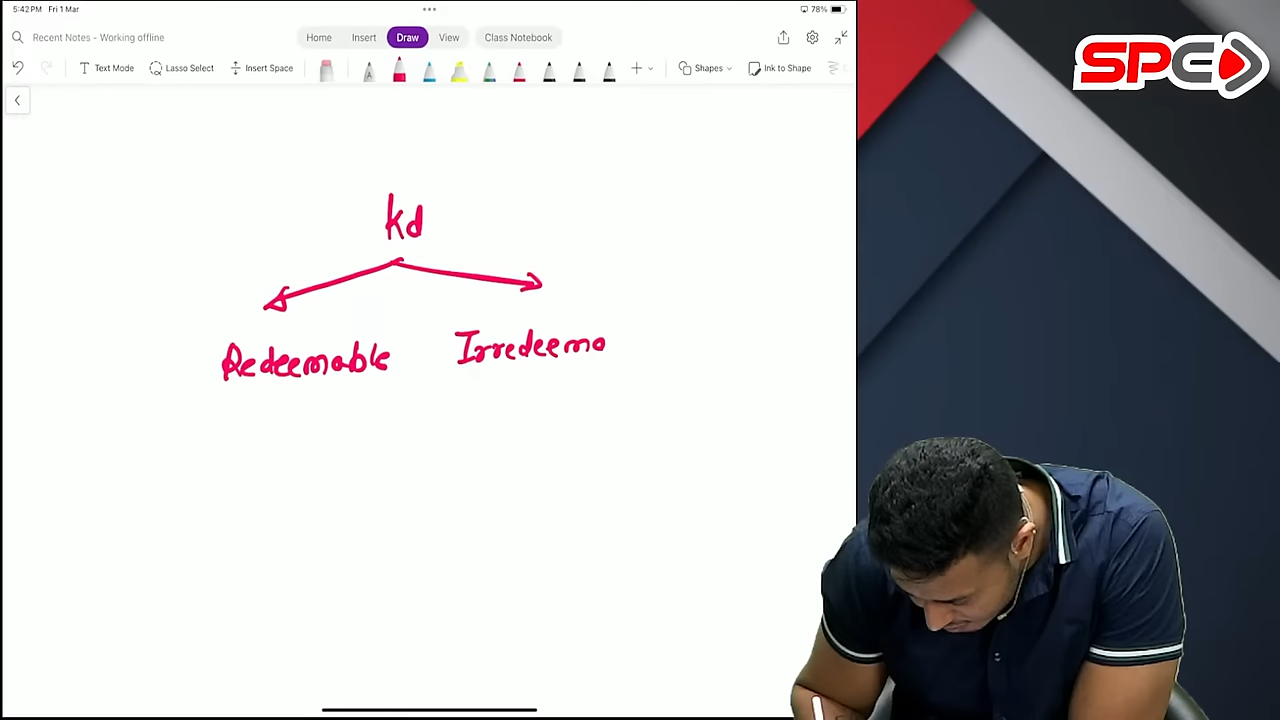 5:42 PM Fri 1 Mar
78%
Recent Notes - Working offline
Home Insert Draw View Class Notebook
Text Mode Lasso Select Insert Space Shapes Ink to Shape
SPE
kd
Redeemable Irredeema